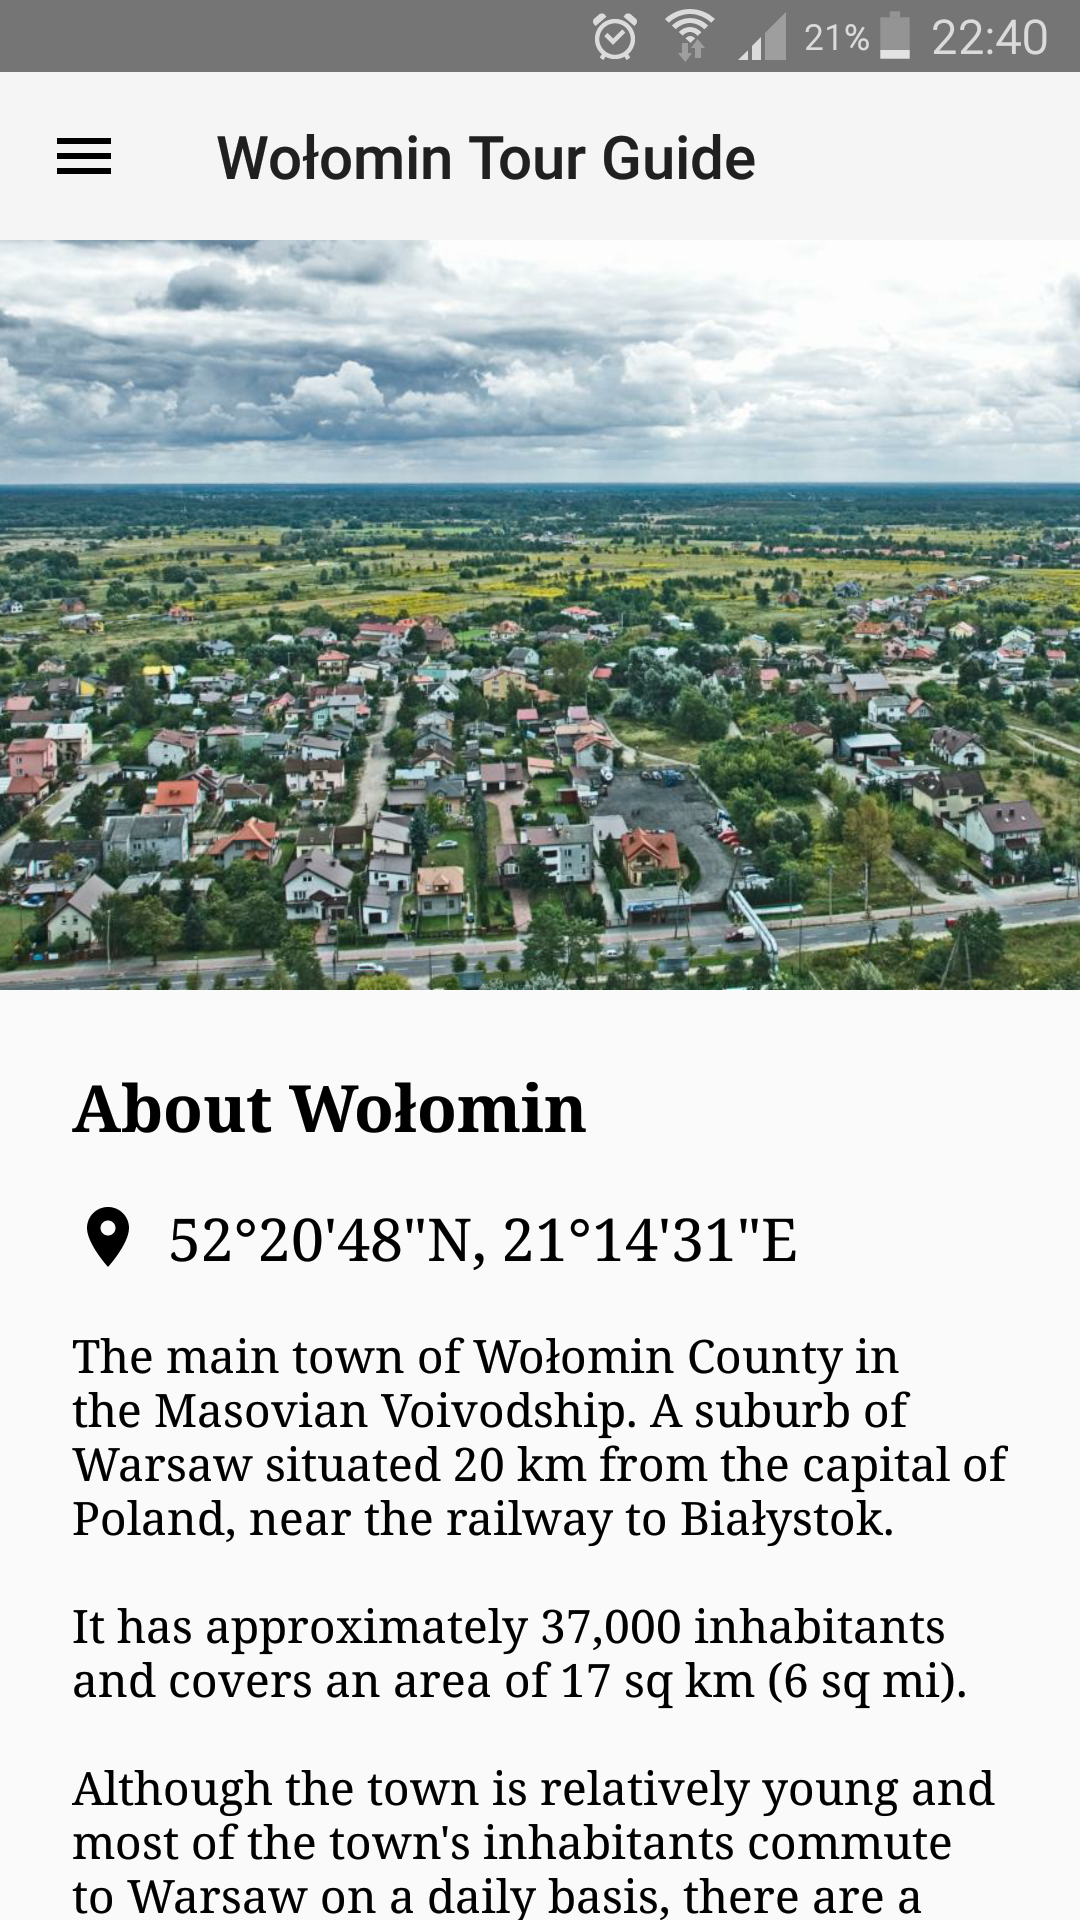 21% 22:40
Wołomin Tour Guide
About Wołomin
52°20'48"N, 21°14'31"E
The main town of Wołomin County in
the Masovian Voivodship. A suburb of
Warsaw situated 20 km from the capital of
Poland, near the railway to Białystok.
It has approximately 37,000 inhabitants
and covers an area of 17 sq km (6 sq mi).
Although the town is relatively young and
most of the town's inhabitants commute
to Warsaw on a daily basis, there are a